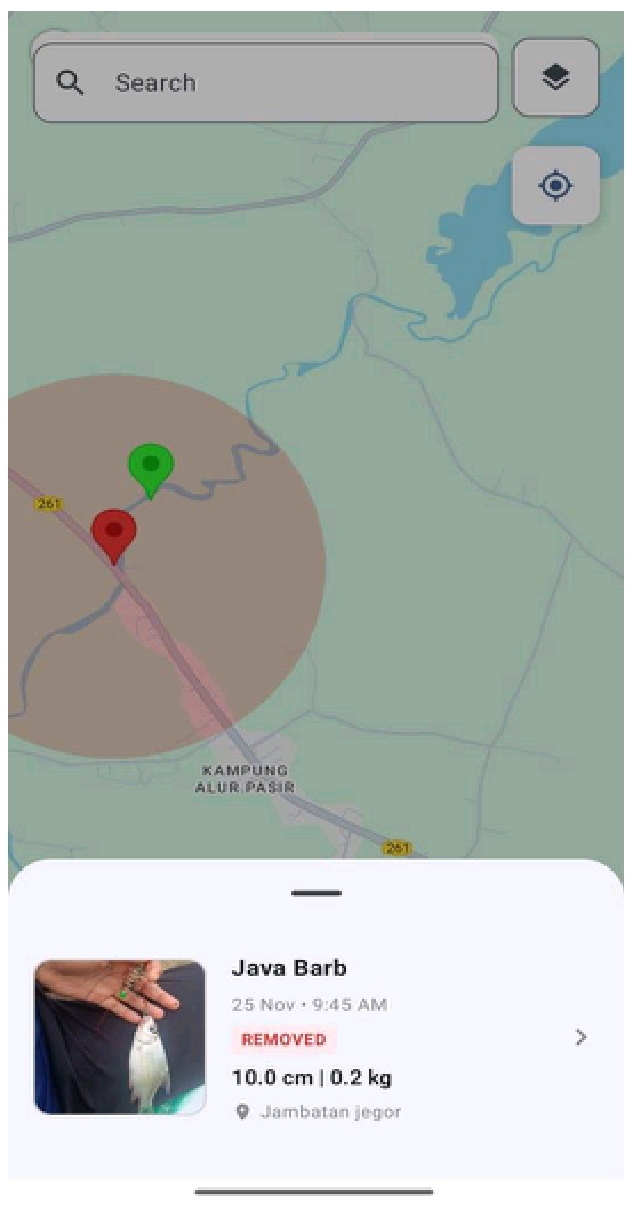 Search
261
KAMPUNG
ALUR PASIR
261
Java Barb
25 Nov • 9:45 AM
REMOVED
10.0 cm | 0.2 kg
Jambatan jegor